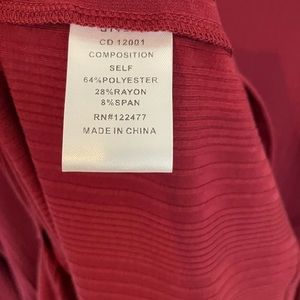 CD 12001
COMPOSITION
SELF
64%POLYESTER
28%RAYON
8%SPAN
RN#122477
MADE IN CHINA